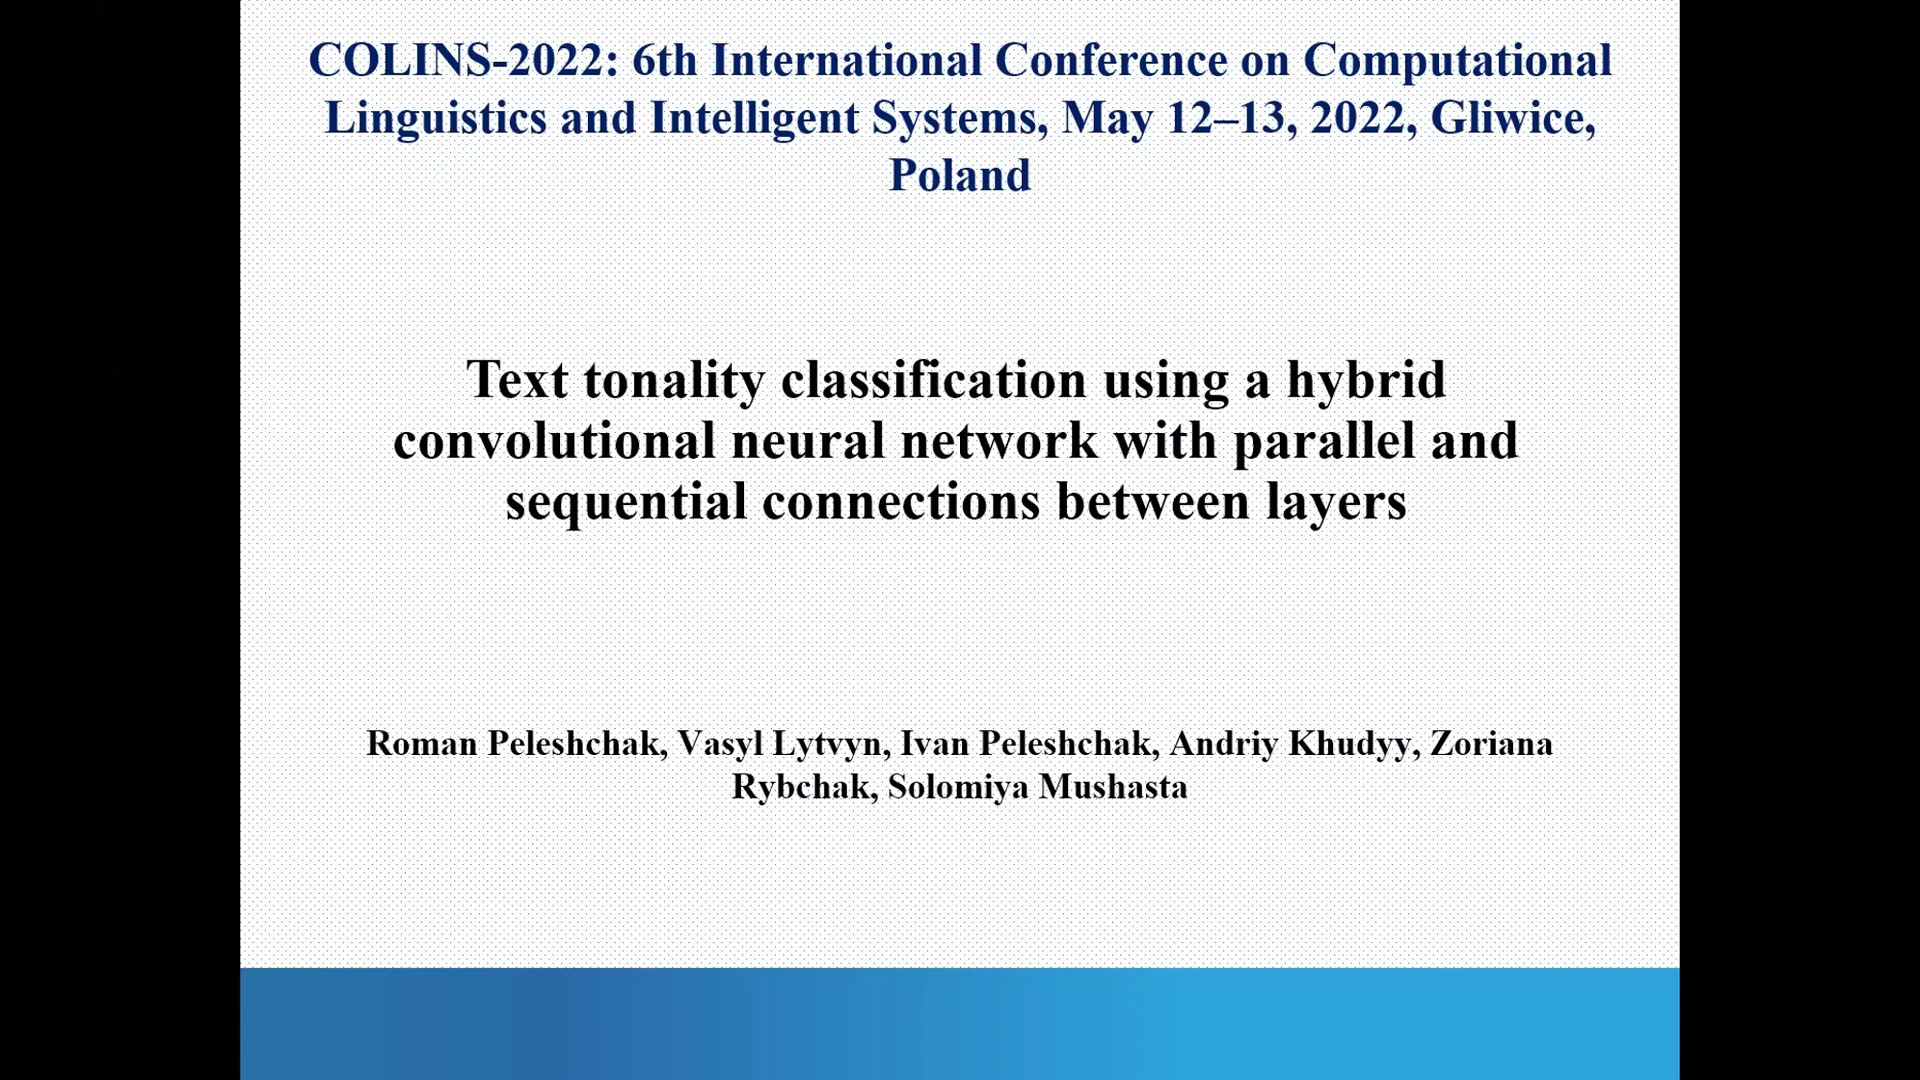 COLINS-2022: 6th International Conference on Computational
Linguistics and Intelligent Systems, May 12–13, 2022, Gliwice,
Poland
Text tonality classification using a hybrid
convolutional neural network with parallel and
sequential connections between layers
Roman Peleshchak, Vasyl Lytvyn, Ivan Peleshchak, Andriy Khudyy, Zoriana
Rybchak, Solomiya Mushasta